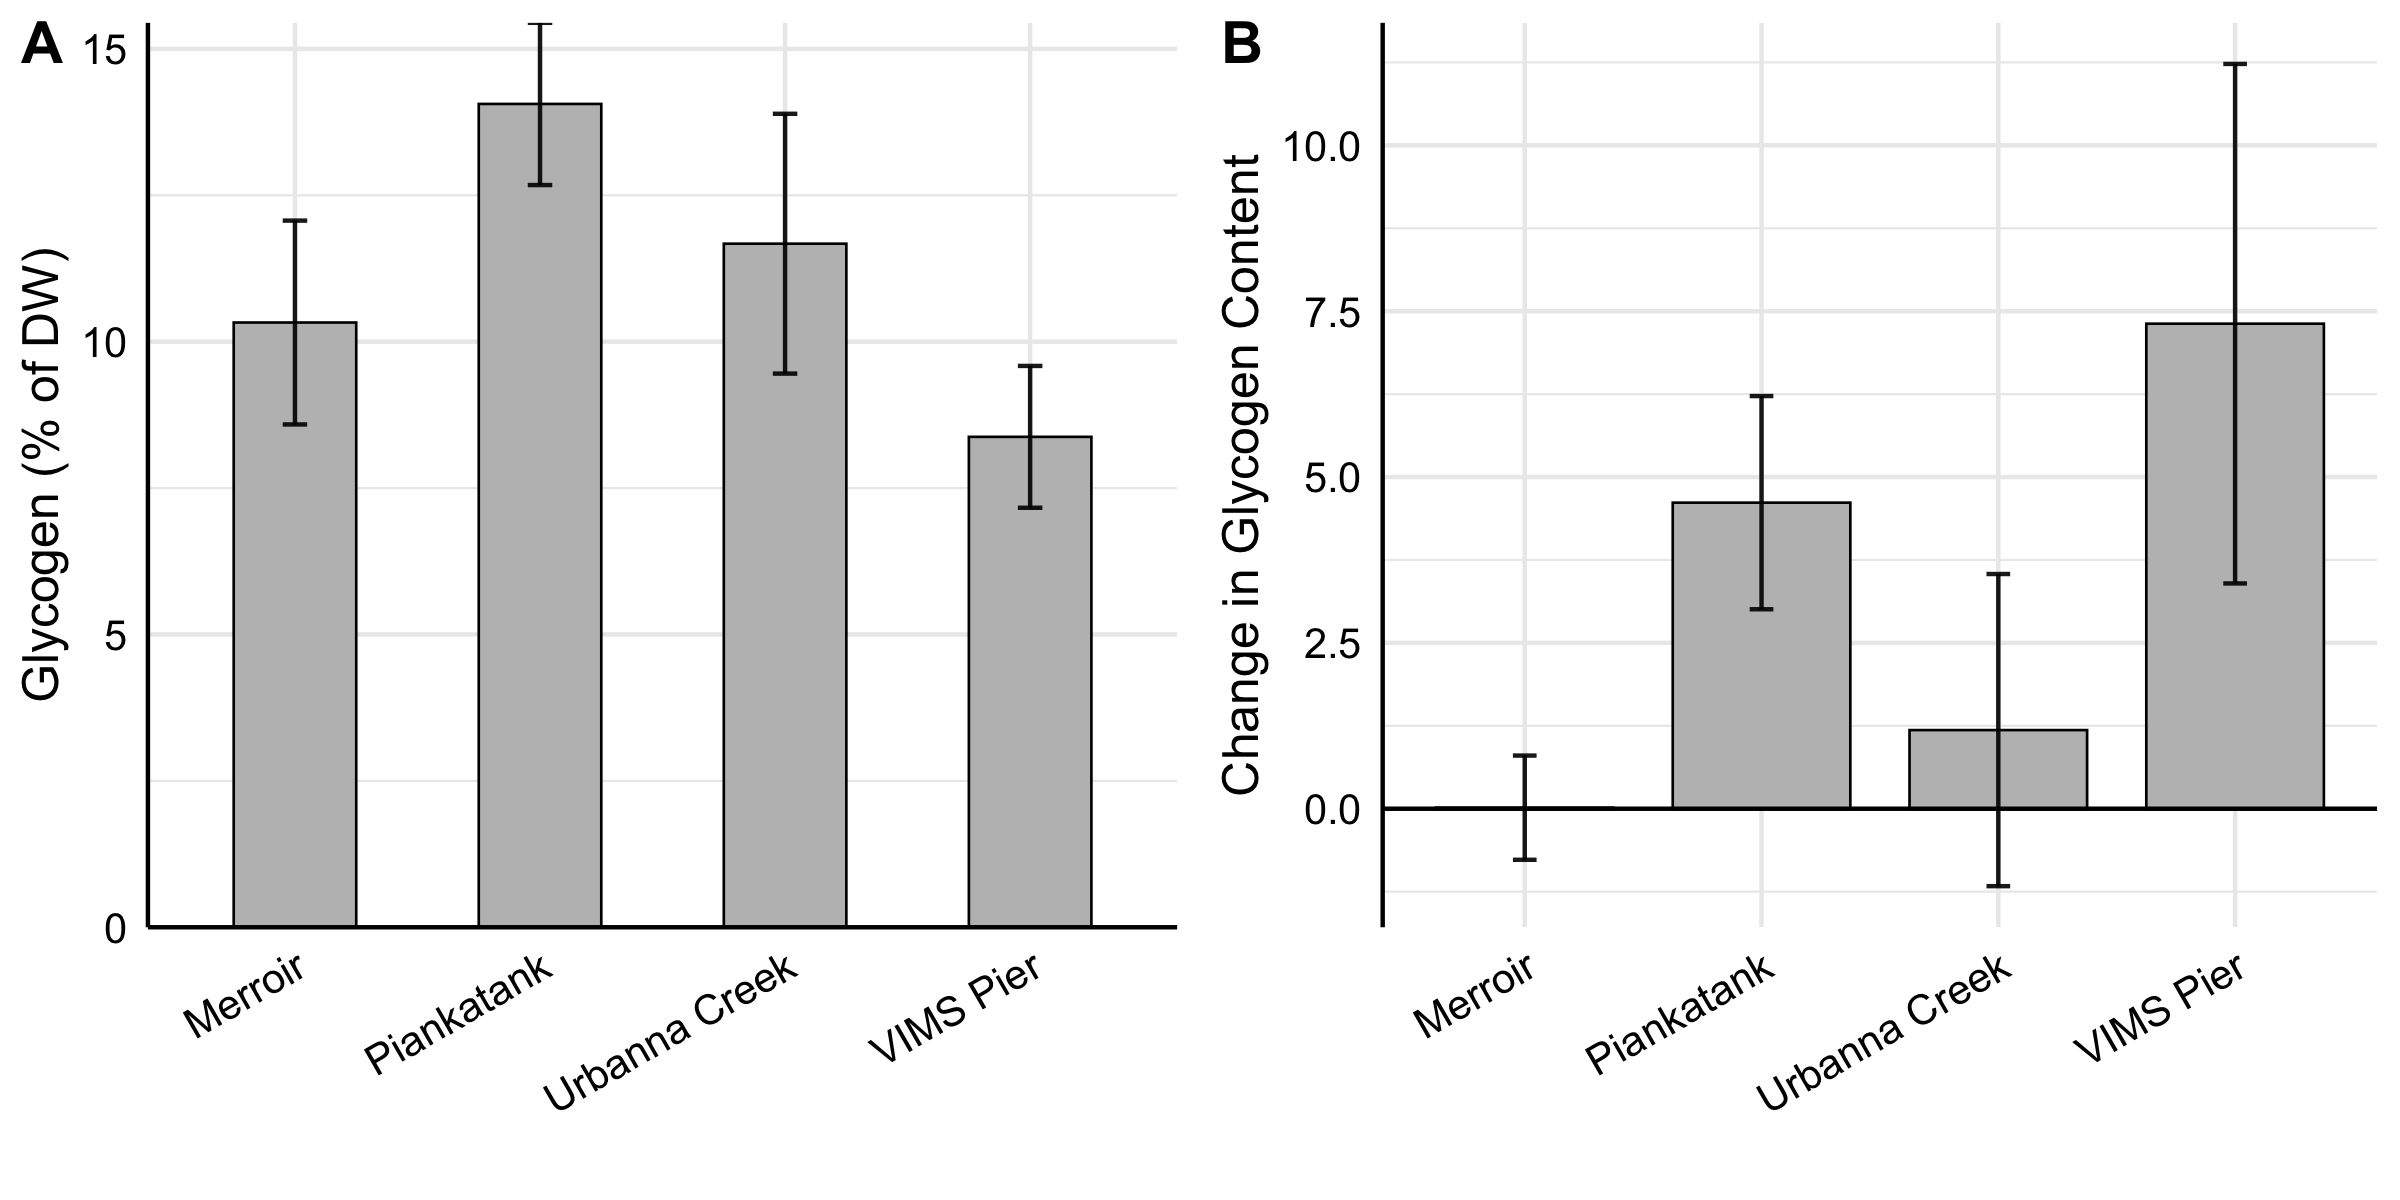 A
Glycogen (% of DW)
15
10
5
0
Merroir
Piankatank
Urbanna Creek
VIMS Pier
B
Change in Glycogen Content
10.0
7.5
5.0
2.5
0.0
Merroir
Piankatank
Urbanna Creek
VIMS Pier